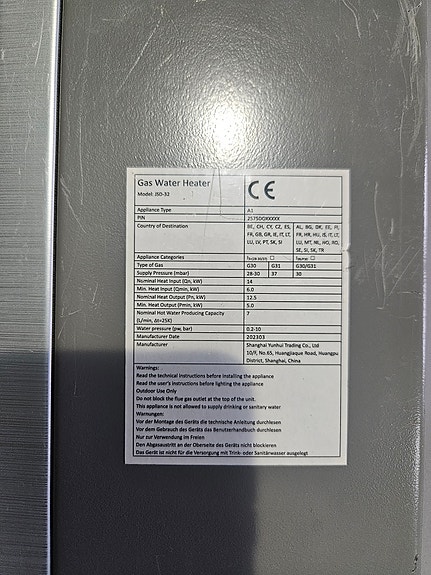 Gas Water Heater
Model: JSD-32
CE
Appliance Type A1
PIN 2575DGXXXXX
Country of Destination BE, CH, CY, CZ, ES, AL, BG, DK, EE, FI,
FR, GB, GR, IE, IT, LT, FR, HR, HU, IS, IT, LT,
LU, LV, PT, SK, SI LU, MT, NL, NO, RO,
SE, SI, SK, TR
Appliance Categories
Type of Gas G30 G31 G30/G31
Supply Pressure (mbar) 28-30 37 30
Nominal Heat Input (Qn, kW) 14
Min. Heat Input (Qmin, kW) 6.0
Nominal Heat Output (Pn, kW) 12.5
Min. Heat Output (Pmin, kW) 5.0
Nominal Hot Water Producing Capacity 7
(L/min, Δt=25K)
Water pressure (pw, bar) 0.2-10
Manufacturer Date 202303
Manufacturer Shanghai Yunhui Trading Co., Ltd
10/F, No.65, Huangjiaque Road, Huangpu
District, Shanghai, China
Warnings:
Read the technical instructions before installing the appliance
Read the user's instructions before lighting the appliance
Outdoor Use Only
Do not block the flue gas outlet at the top of the unit.
This appliance is not allowed to supply drinking or sanitary water
Warnungen:
Vor der Montage des Geräts die technische Anleitung durchlesen
Vor dem Gebrauch des Geräts das Benutzerhandbuch durchlesen
Nur zur Verwendung im Freien
Den Abgasaustritt an der Oberseite des Geräts nicht blockieren
Das Gerät ist nicht für die Versorgung mit Trink- oder Sanitärwasser ausgelegt